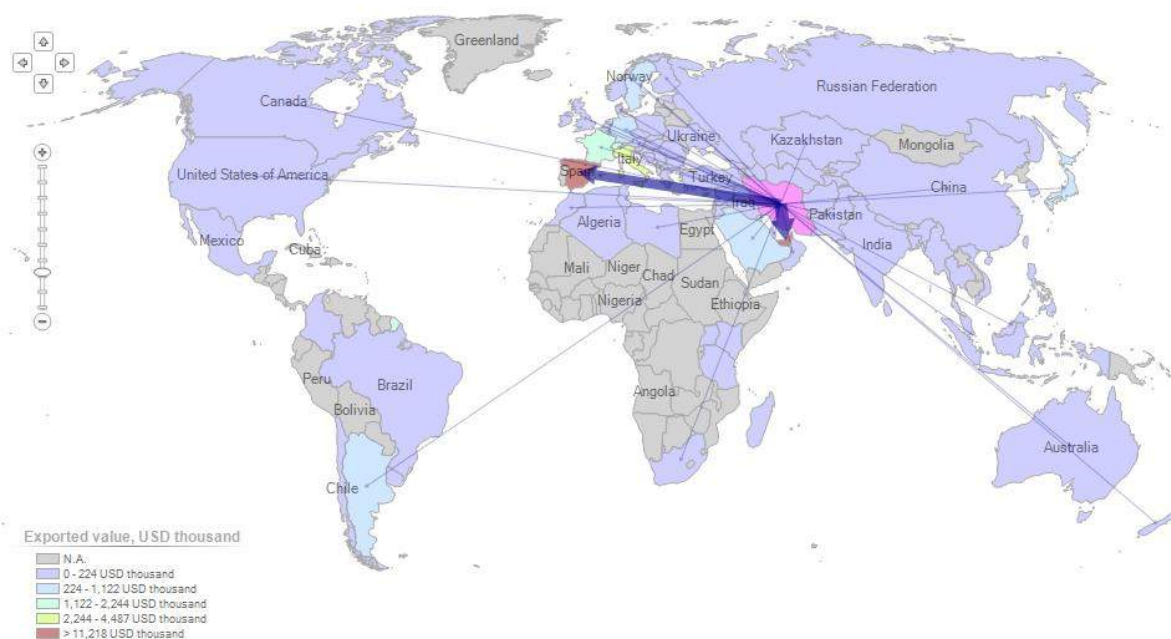 Greenland
Norway
Russian Federation
Canada
Ukraine
Kazakhstan
Mongolia
Italy
Spain
United States of America
Turkey
China
Iraq
Pakistan
Algeria
Egypt
India
Mexico
Cuba
Mali
Niger
Chad
Sudan
Nigeria
Ethiopia
Peru
Brazil
Angola
Bolivia
Australia
Chile
Exported value, USD thousand
N.A.
0 - 224 USD thousand
224 - 1,122 USD thousand
1,122 - 2,244 USD thousand
2,244 - 4,487 USD thousand
> 11,218 USD thousand